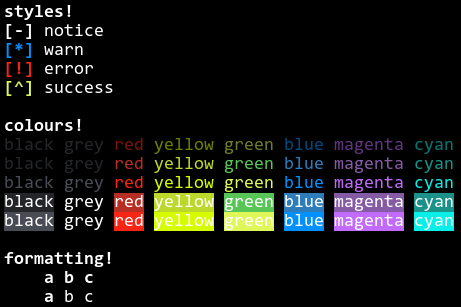 styles!
[-] notice
[*] warn
[!] error
[^] success
colours!
black grey red yellow green blue magenta cyan
black grey red yellow green blue magenta cyan
black grey red yellow green blue magenta cyan
black grey red yellow green blue magenta cyan
black grey red yellow green blue magenta cyan
formatting!
a b c
a b c